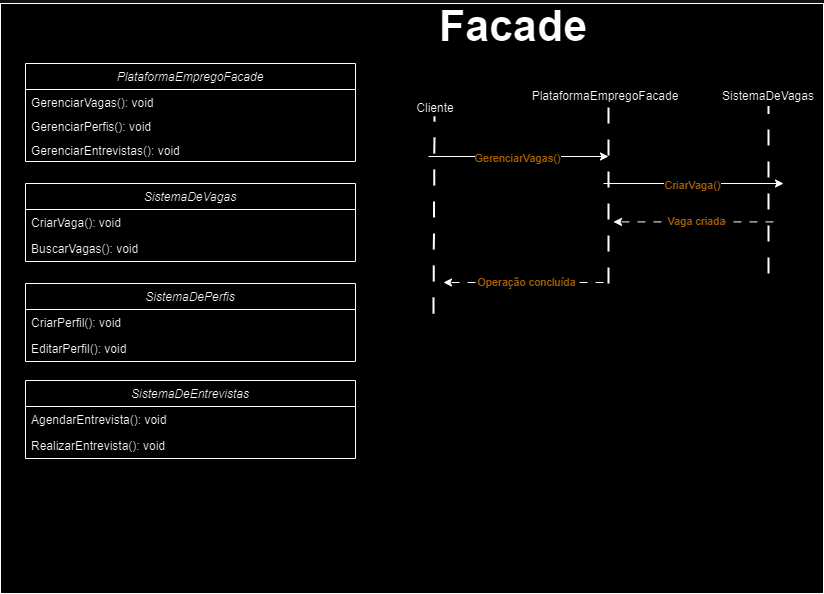 Facade
PlataformaEmpregoFacade
GerenciarVagas(): void
GerenciarPerfis(): void
GerenciarEntrevistas(): void
SistemaDeVagas
CriarVaga(): void
BuscarVagas(): void
SistemaDePerfis
CriarPerfil(): void
EditarPerfil(): void
SistemaDeEntrevistas
AgendarEntrevista(): void
RealizarEntrevista(): void
Cliente
PlataformaEmpregoFacade
SistemaDeVagas
GerenciarVagas()
CriarVaga()
Vaga criada
Operação concluída